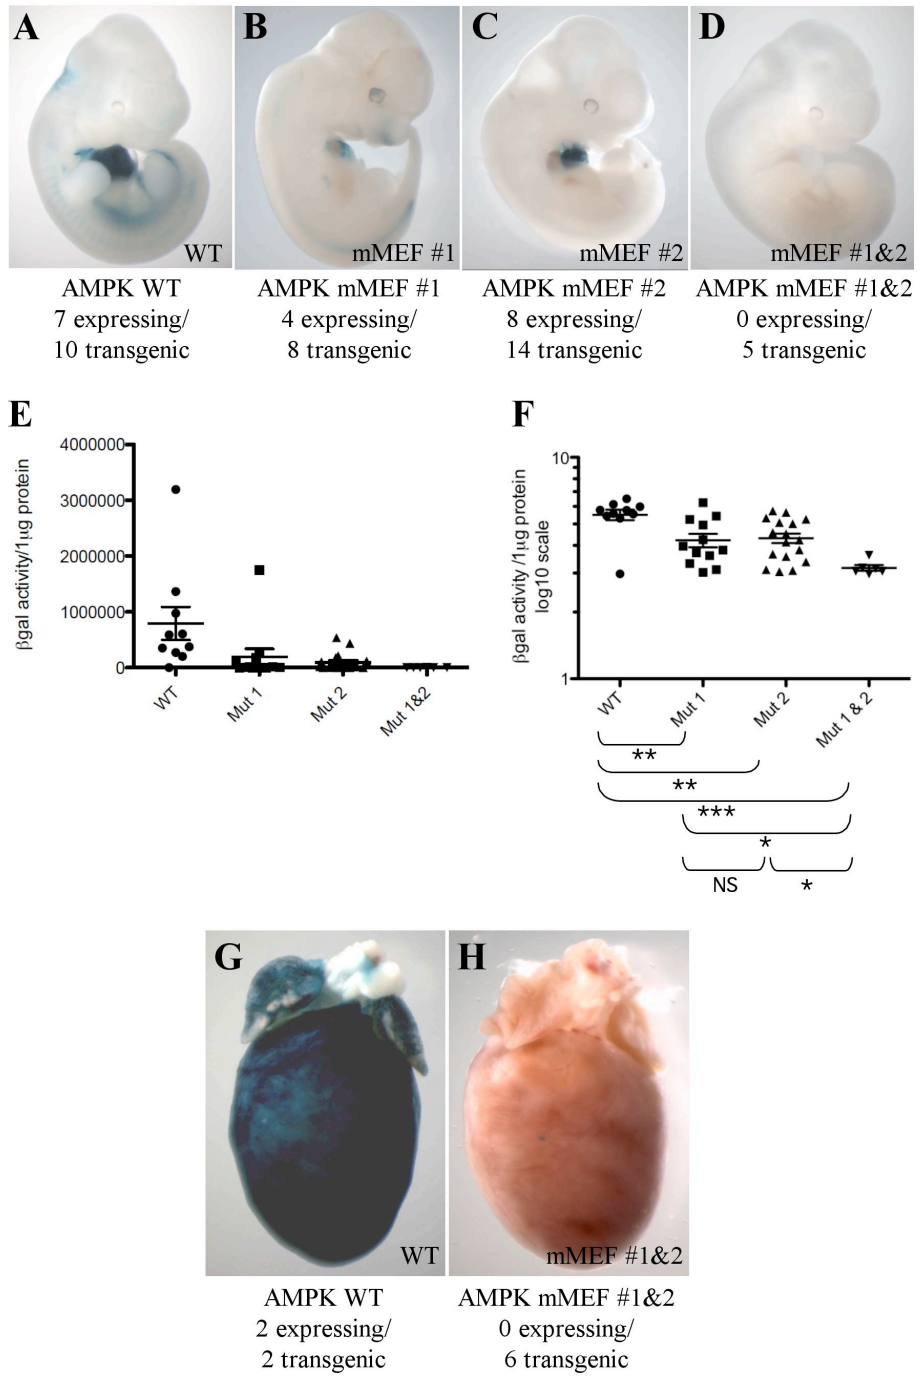 A
B
C
D
WT
mMEF #1
mMEF #2
mMEF #1&2
AMPK WT
7 expressing/
10 transgenic
AMPK mMEF #1
4 expressing/
8 transgenic
AMPK mMEF #2
8 expressing/
14 transgenic
AMPK mMEF #1&2
0 expressing/
5 transgenic
E
βgal activity/1µg protein
4000000
3000000
2000000
1000000
0
WT
Mut 1
Mut 2
Mut 1&2
F
βgal activity /1µg protein
log10 scale
10
1
WT
Mut 1
Mut 2
Mut 1 & 2
**
**
***
*
NS
*
G
H
WT
mMEF #1&2
AMPK WT
2 expressing/
2 transgenic
AMPK mMEF #1&2
0 expressing/
6 transgenic